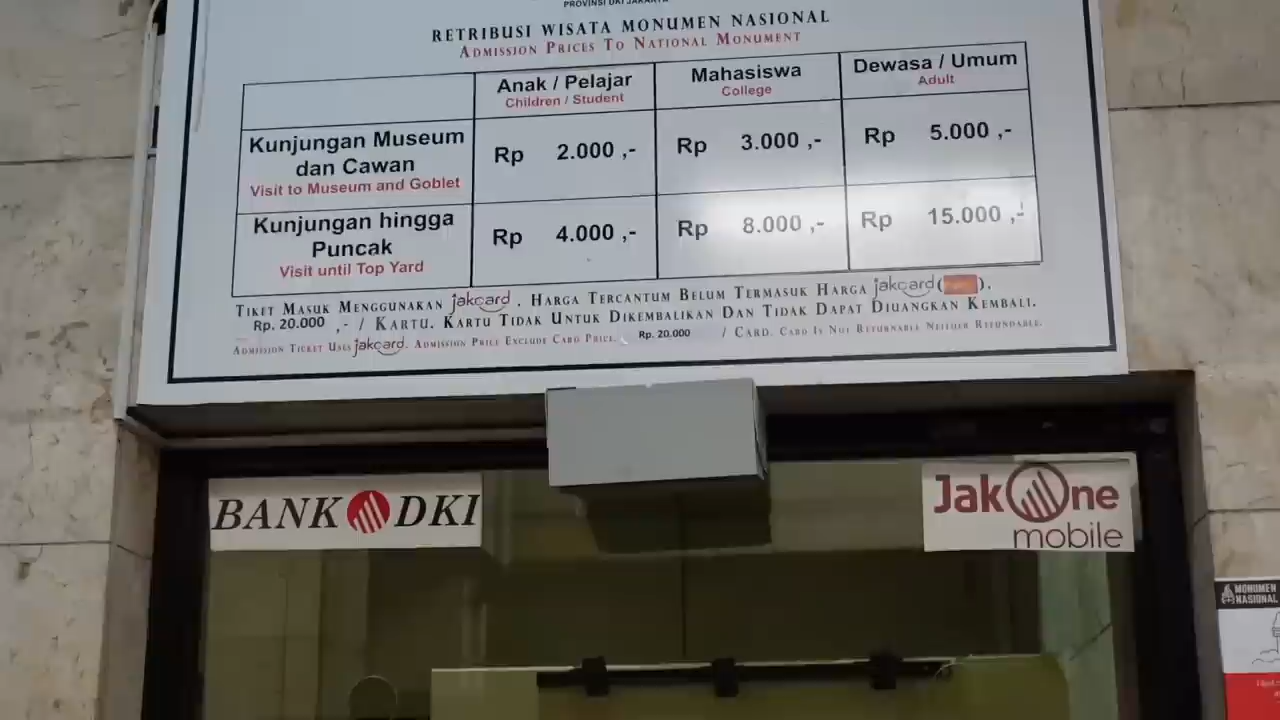 PROVINSI DKI JAKARTA
RETRIBUSI WISATA MONUMEN NASIONAL
ADMISSION PRICES TO NATIONAL MONUMENT
Anak / Pelajar
Children / Student
Mahasiswa
College
Dewasa / Umum
Adult
Kunjungan Museum
dan Cawan
Visit to Museum and Goblet
Rp 2.000 ,-
Rp 3.000 ,-
Rp 5.000 ,-
Kunjungan hingga
Puncak
Visit until Top Yard
Rp 4.000 ,-
Rp 8.000 ,-
Rp 15.000 ,-
TIKET MASUK MENGGUNAKAN jakcard . HARGA TERCANTUM BELUM TERMASUK HARGA jakcard ( ).
Rp. 20.000 ,- / KARTU. KARTU TIDAK UNTUK DIKEMBALIKAN DAN TIDAK DAPAT DIUANGKAN KEMBALI.
ADMISSION TICKET USES jakcard. ADMISSION PRICE EXCLUDE CARD PRICE. Rp. 20.000 / CARD. CARD IS NOT RETURNABLE NEITHER REFUNDABLE.
BANK DKI
JakOne
mobile
MONUMEN
NASIONAL